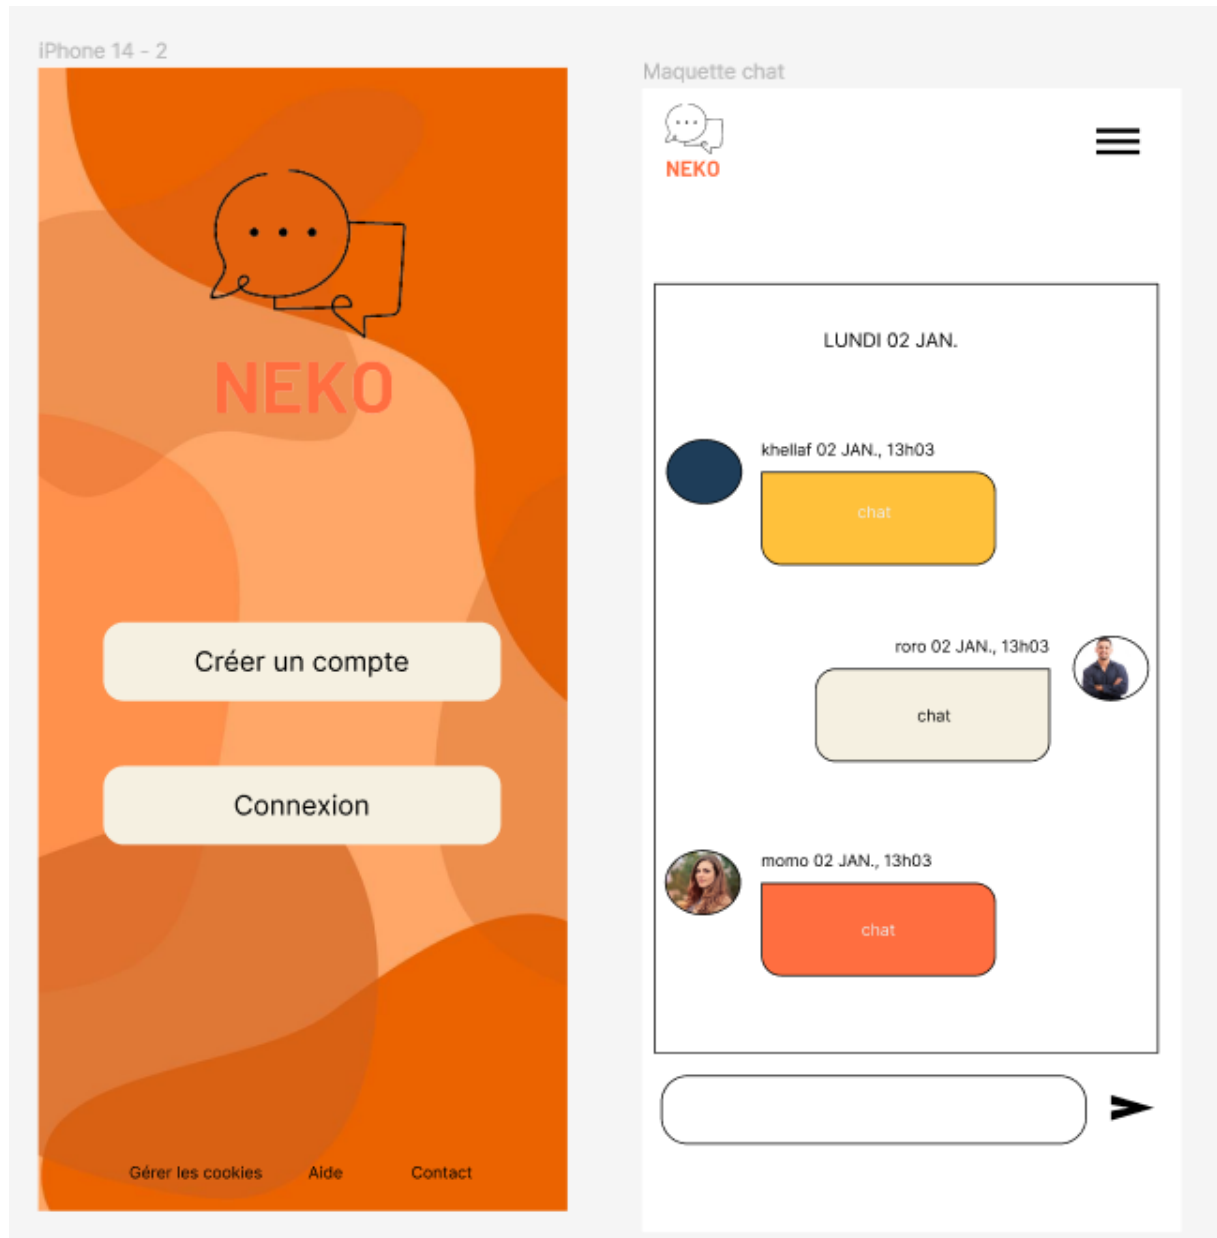 iPhone 14 - 2
NEKO
Créer un compte
Connexion
Gérer les cookies Aide Contact
Maquette chat
NEKO
LUNDI 02 JAN.
khellaf 02 JAN., 13h03
chat
roro 02 JAN., 13h03
chat
momo 02 JAN., 13h03
chat